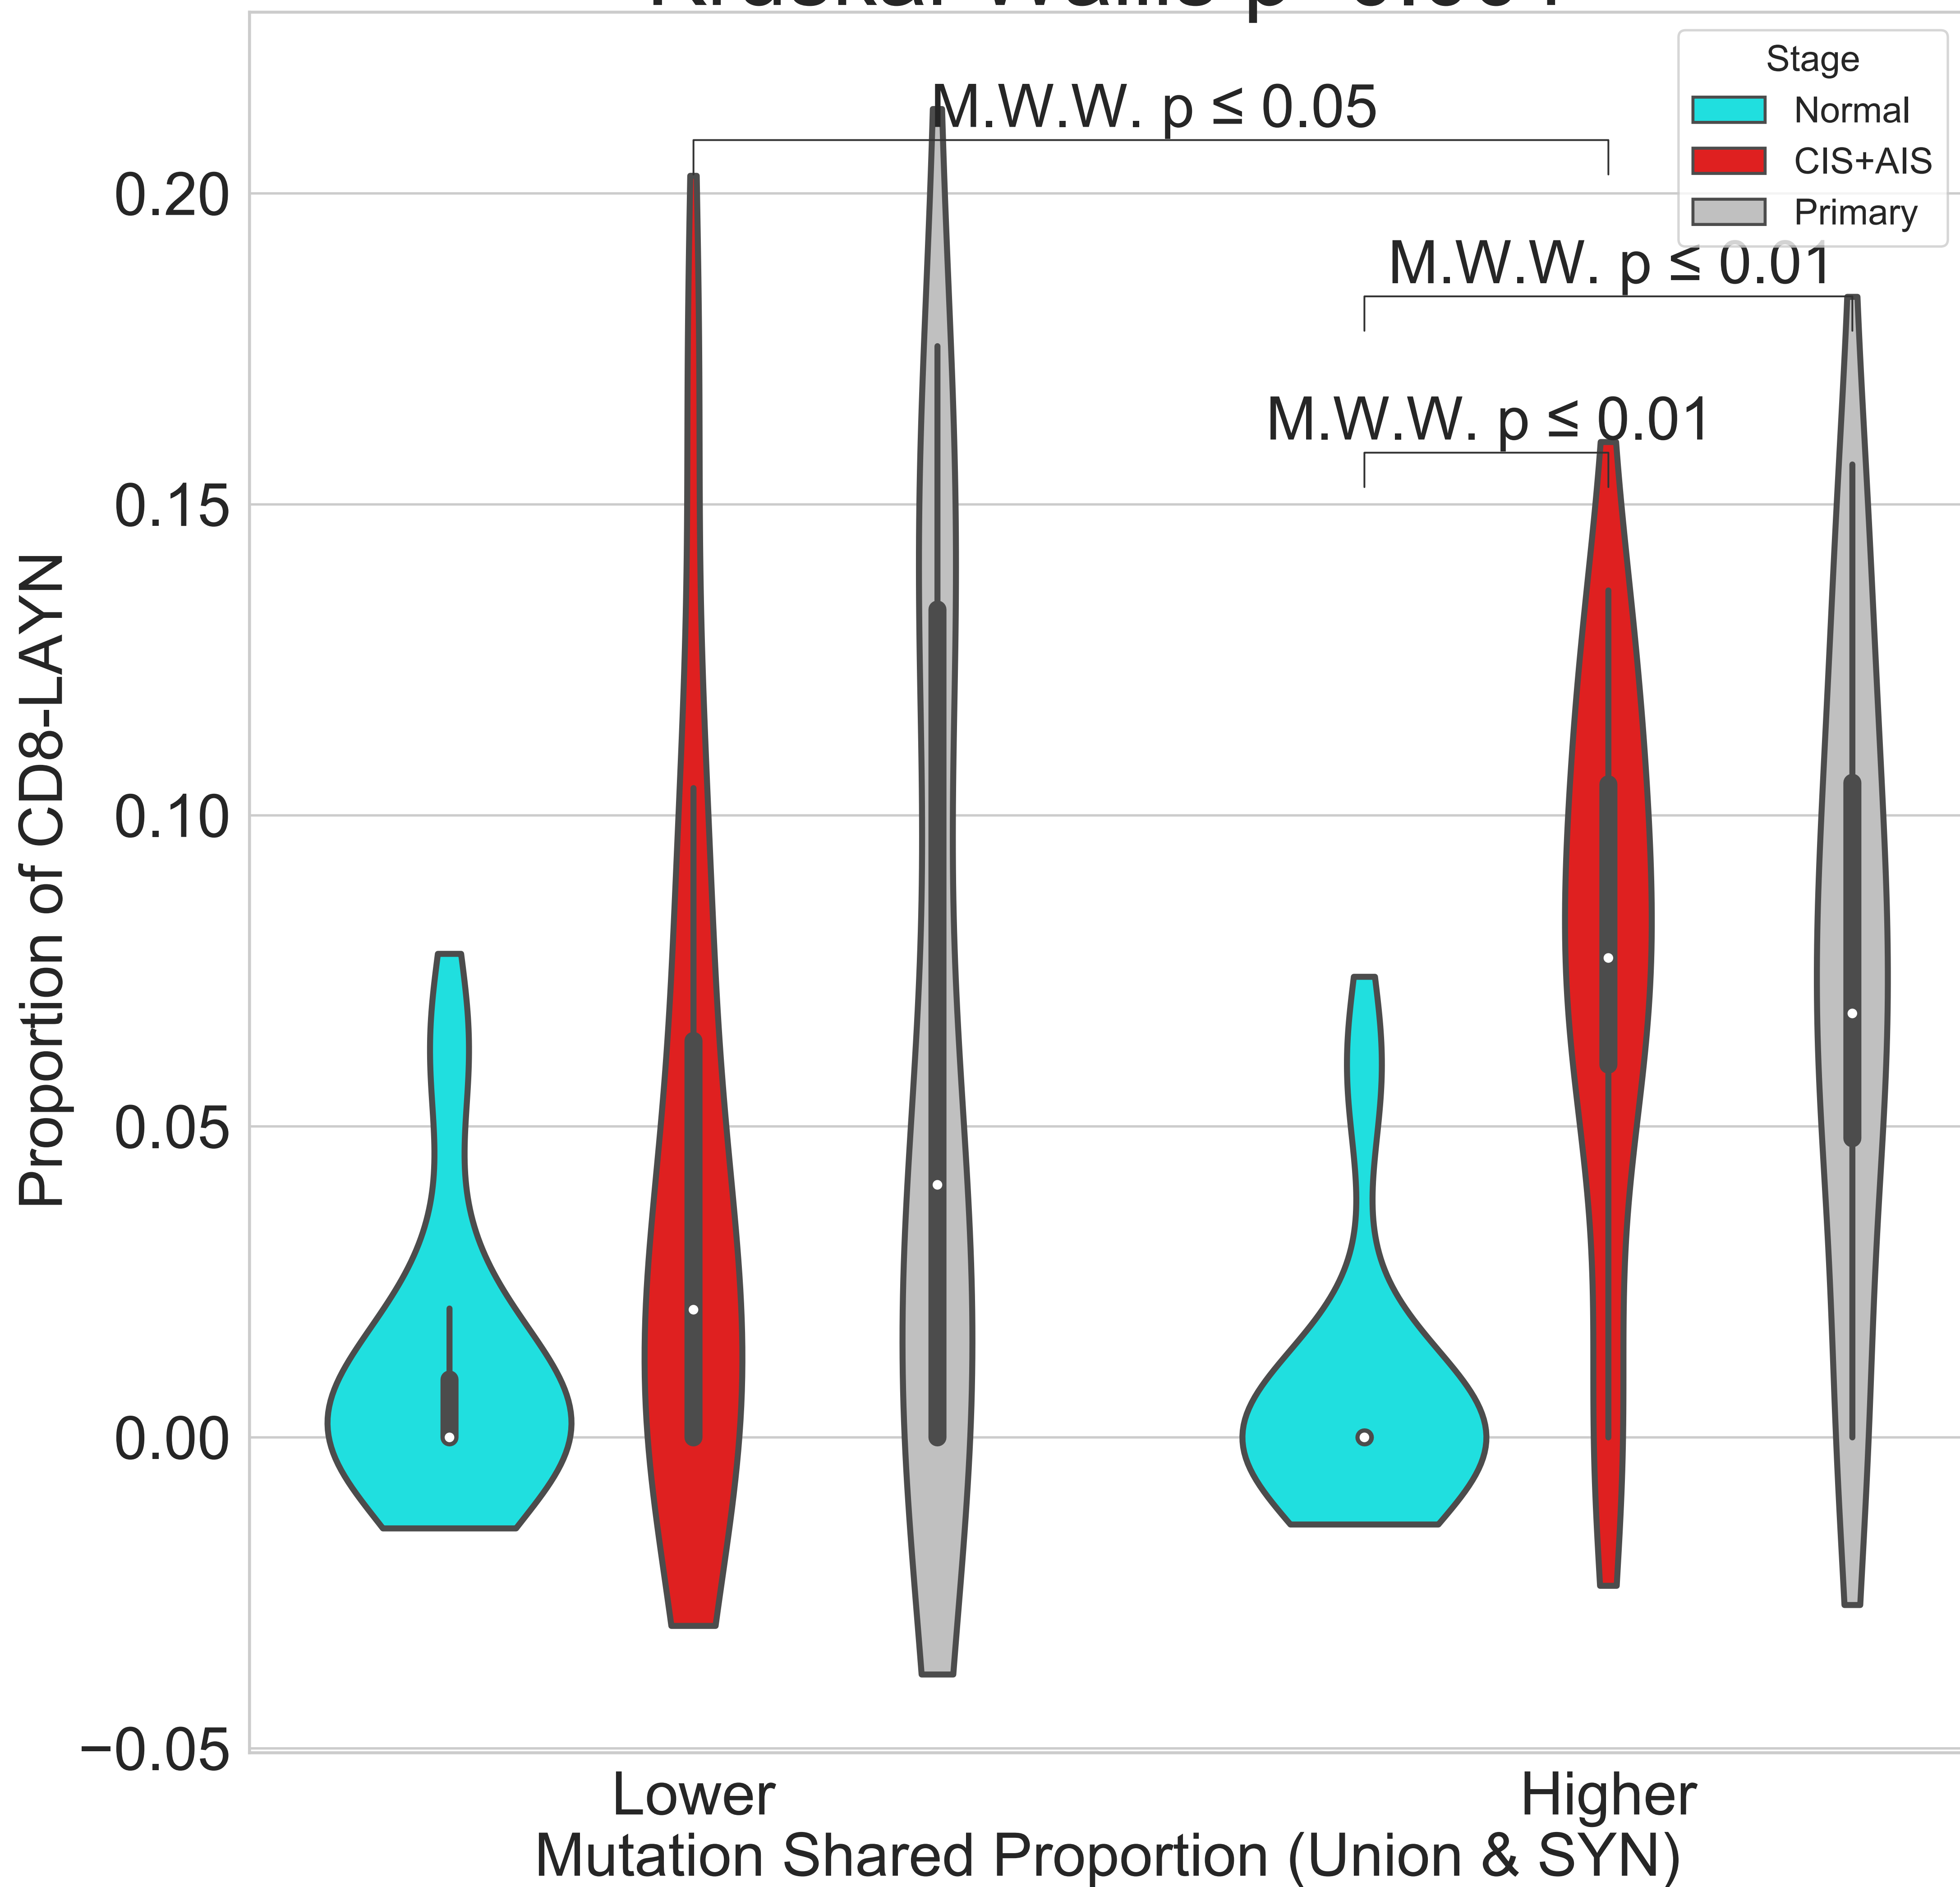 Stage
Normal
CIS+AIS
Primary
M.W.W. p ≤ 0.05
M.W.W. p ≤ 0.01
M.W.W. p ≤ 0.01
Proportion of CD8-LAYN
0.20
0.15
0.10
0.05
0.00
−0.05
Lower
Higher
Mutation Shared Proportion (Union & SYN)